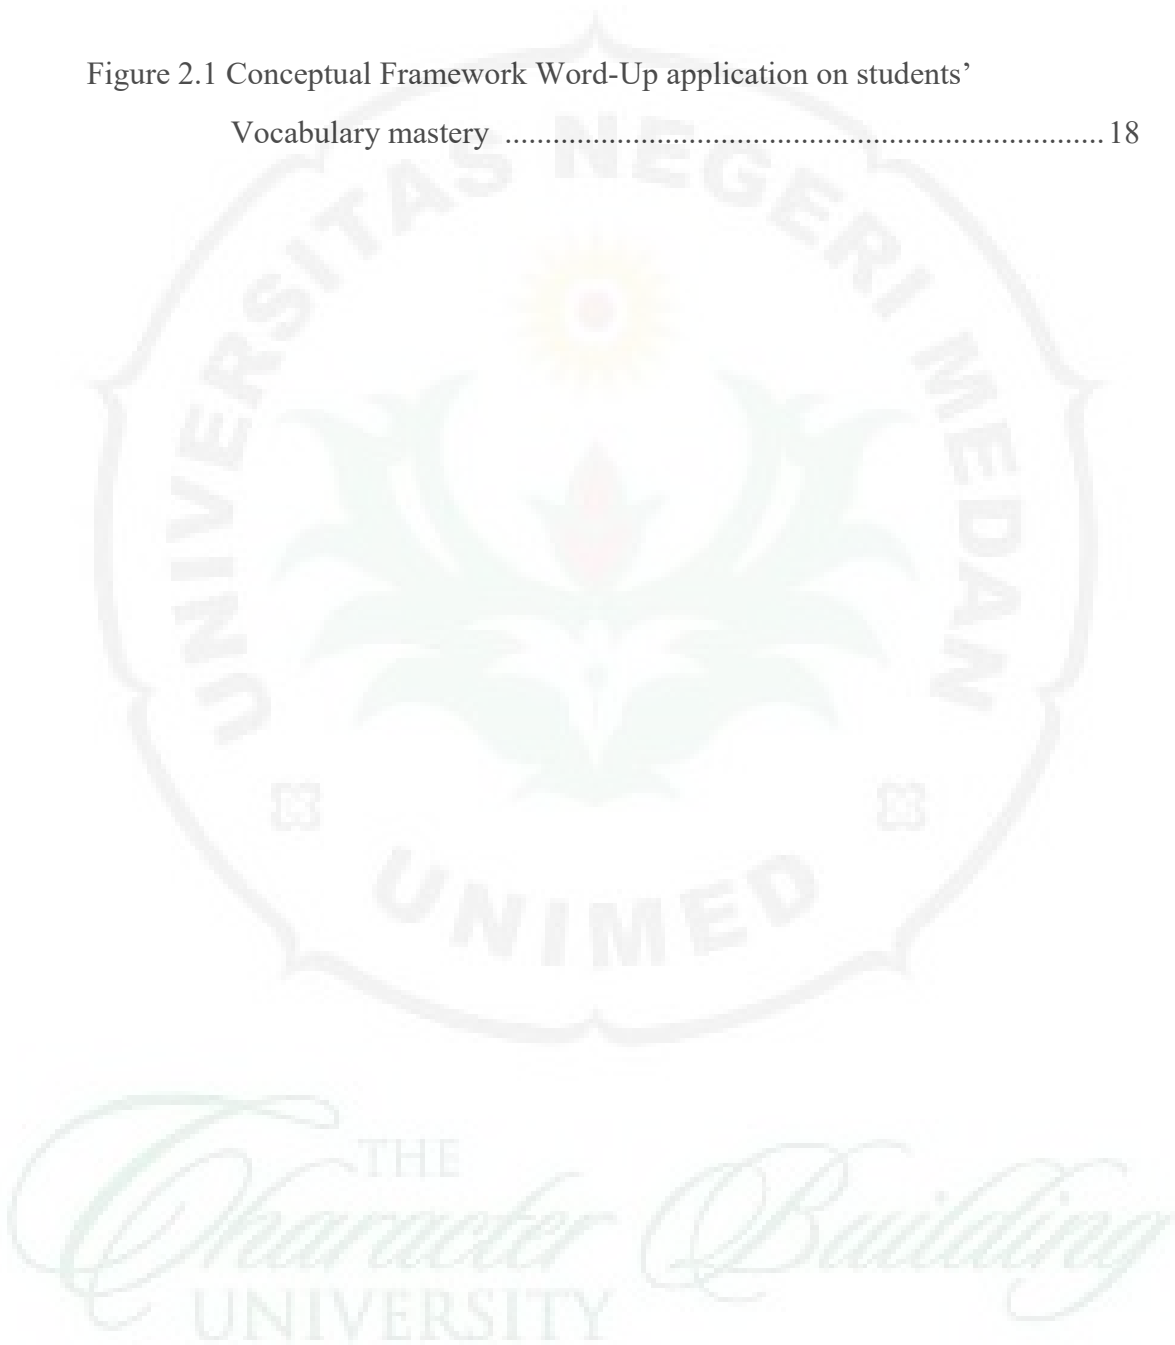 Figure 2.1 Conceptual Framework Word-Up application on students’
Vocabulary mastery ........................................................................... 18
UNIVERSITAS NEGERI MEDAN
UNIMED
THE
Character Building
UNIVERSITY